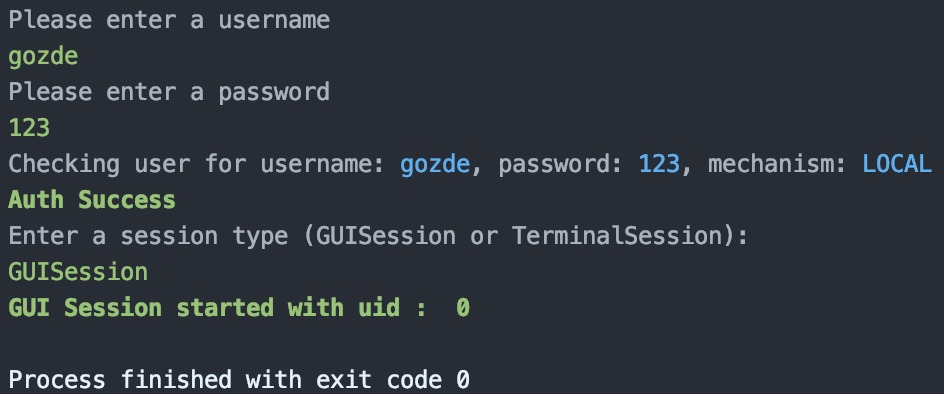 Please enter a username
gozde
Please enter a password
123
Checking user for username: gozde, password: 123, mechanism: LOCAL
Auth Success
Enter a session type (GUISession or TerminalSession):
GUISession
GUI Session started with uid :  0
Process finished with exit code 0